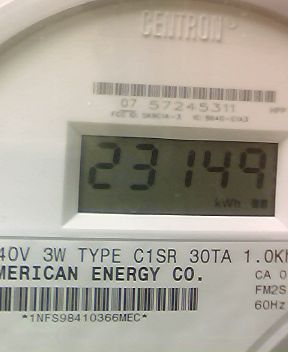 CENTRON
07 57245311
23149
kWh
40V 3W TYPE C1SR 30TA 1.0K
MERICAN ENERGY CO.
CA 0
FM2S
60Hz
*1NFS98410366MEC*